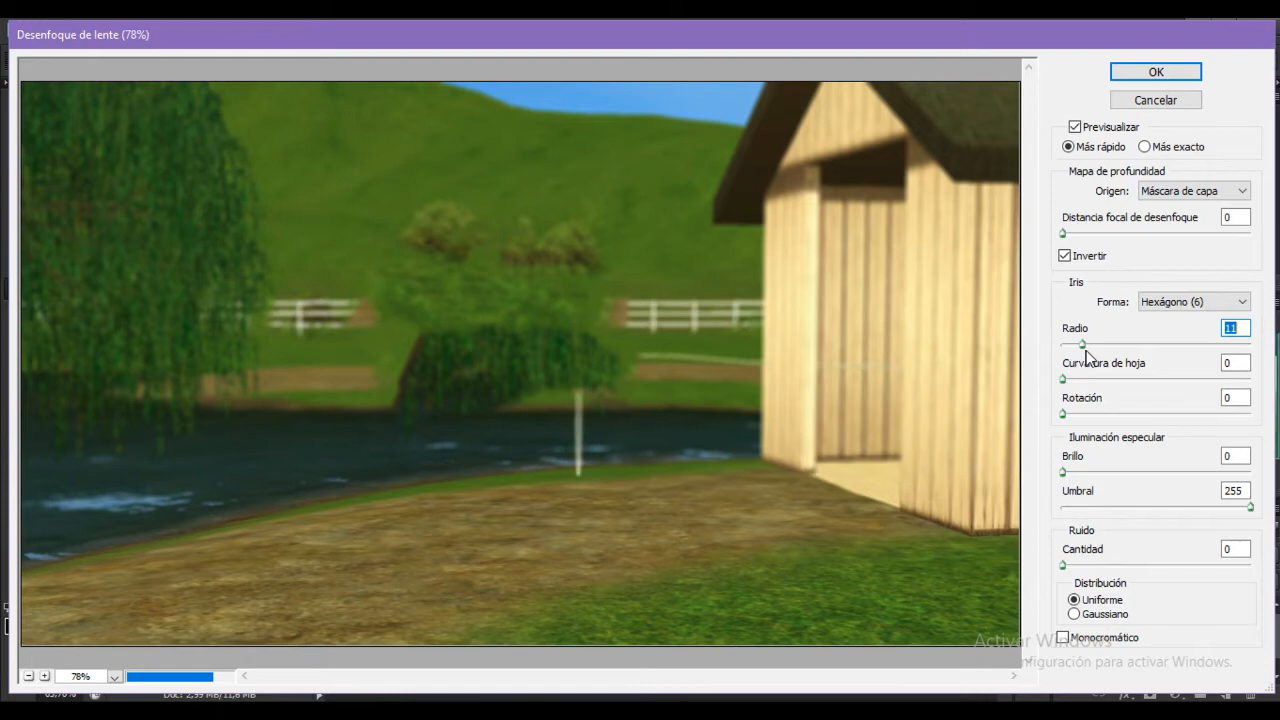 Desenfoque de lente (78%)
OK
Cancelar
Previsualizar
Más rápido Más exacto
Mapa de profundidad
Origen: Máscara de capa
Distancia focal de desenfoque 0
Invertir
Iris
Forma: Hexágono (6)
Radio 11
Curvatura de hoja 0
Rotación 0
Iluminación especular
Brillo 0
Umbral 255
Ruido
Cantidad 0
Distribución
Uniforme
Gaussiano
Monocromático
Activar Windows
nfiguración para activar Windows.
78%